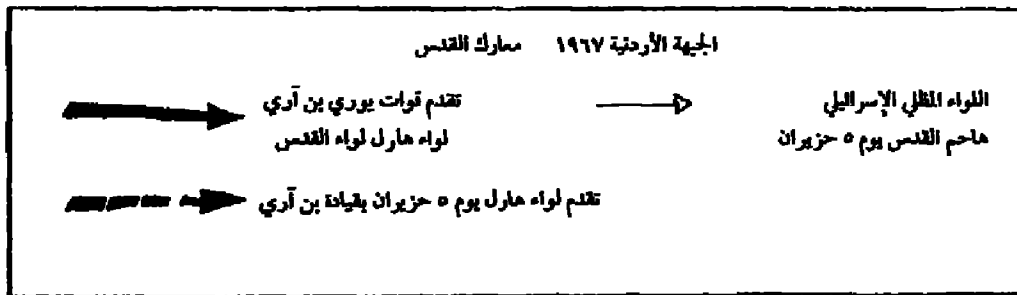 الجبهة الأردنية ١٩٦٧ معارك القدس
اللواء المظلي الإسرائيلي
هاجم القدس يوم ٥ حزيران
تقدم قوات يوري بن آري
لواء هارل لواء القدس
تقدم لواء هارل يوم ٥ حزيران بقيادة بن آري